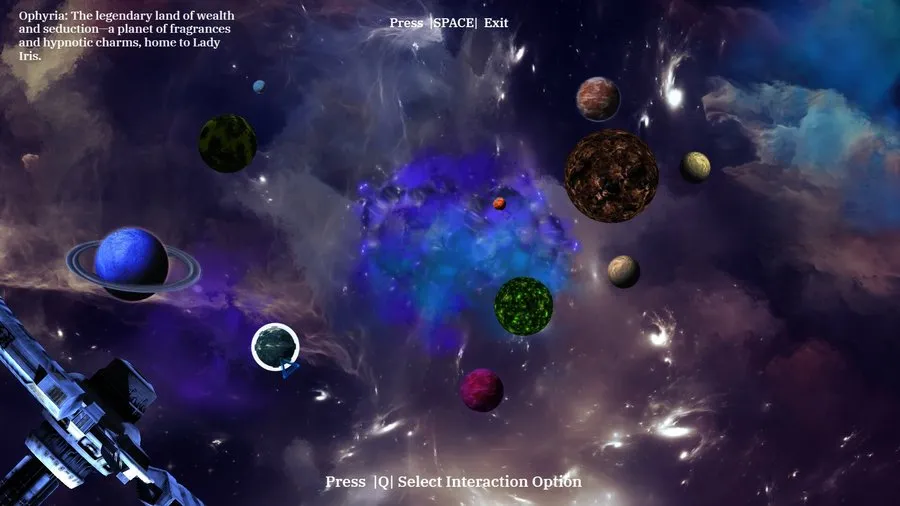 Ophyria: The legendary land of wealth
and seduction—a planet of fragrances
and hypnotic charms, home to Lady
Iris.
Press |SPACE| Exit
Press |Q| Select Interaction Option